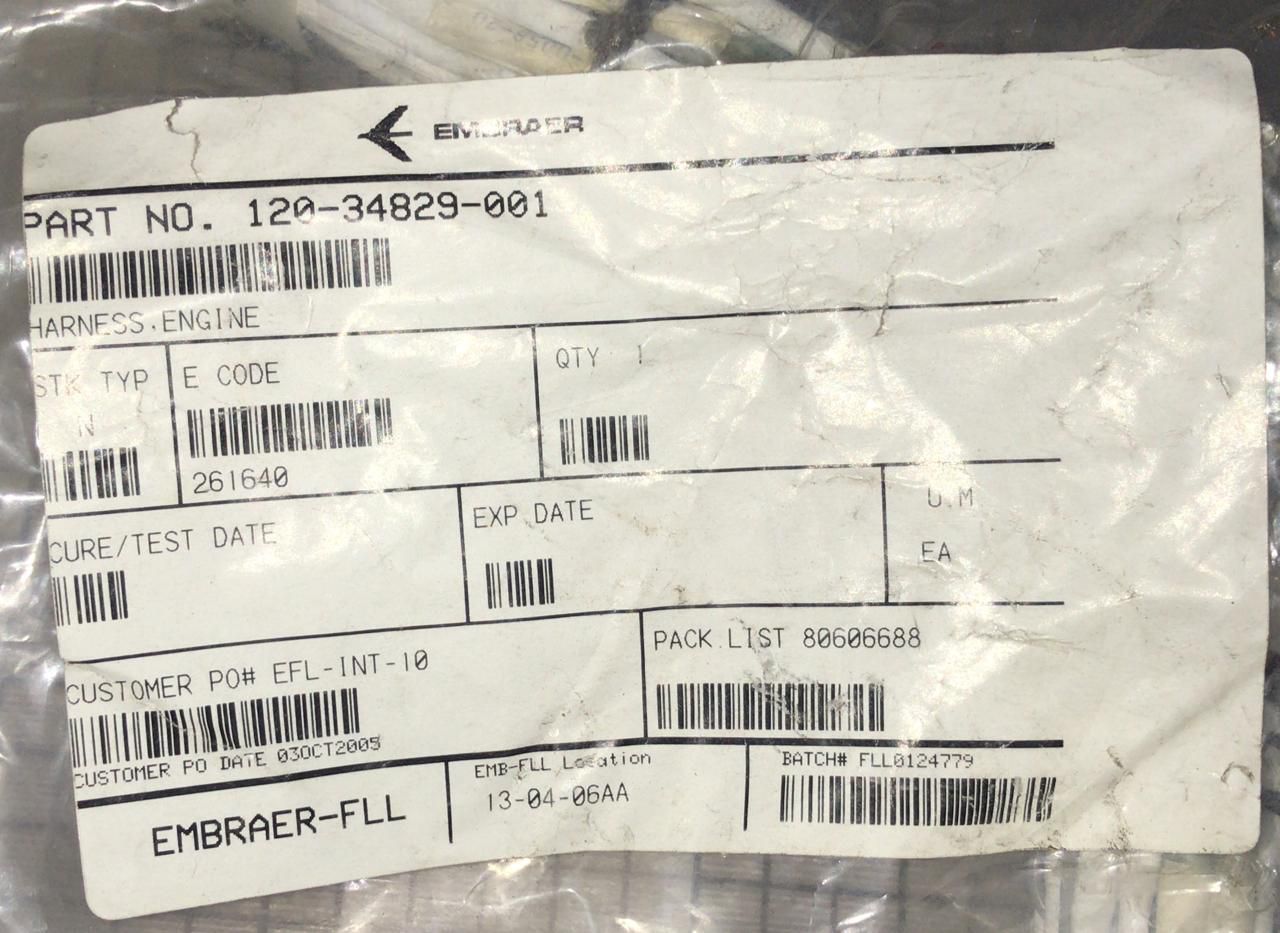 EMBRAER
PART NO. 120-34829-001
HARNESS.ENGINE
STK TYP
N
E CODE
261640
QTY 1
CURE/TEST DATE
EXP DATE
U.M
EA
CUSTOMER PO# EFL-INT-10
CUSTOMER PO DATE 03OCT2005
PACK.LIST 80606688
EMBRAER-FLL
EMB-FLL Location
13-04-06AA
BATCH# FLL0124779